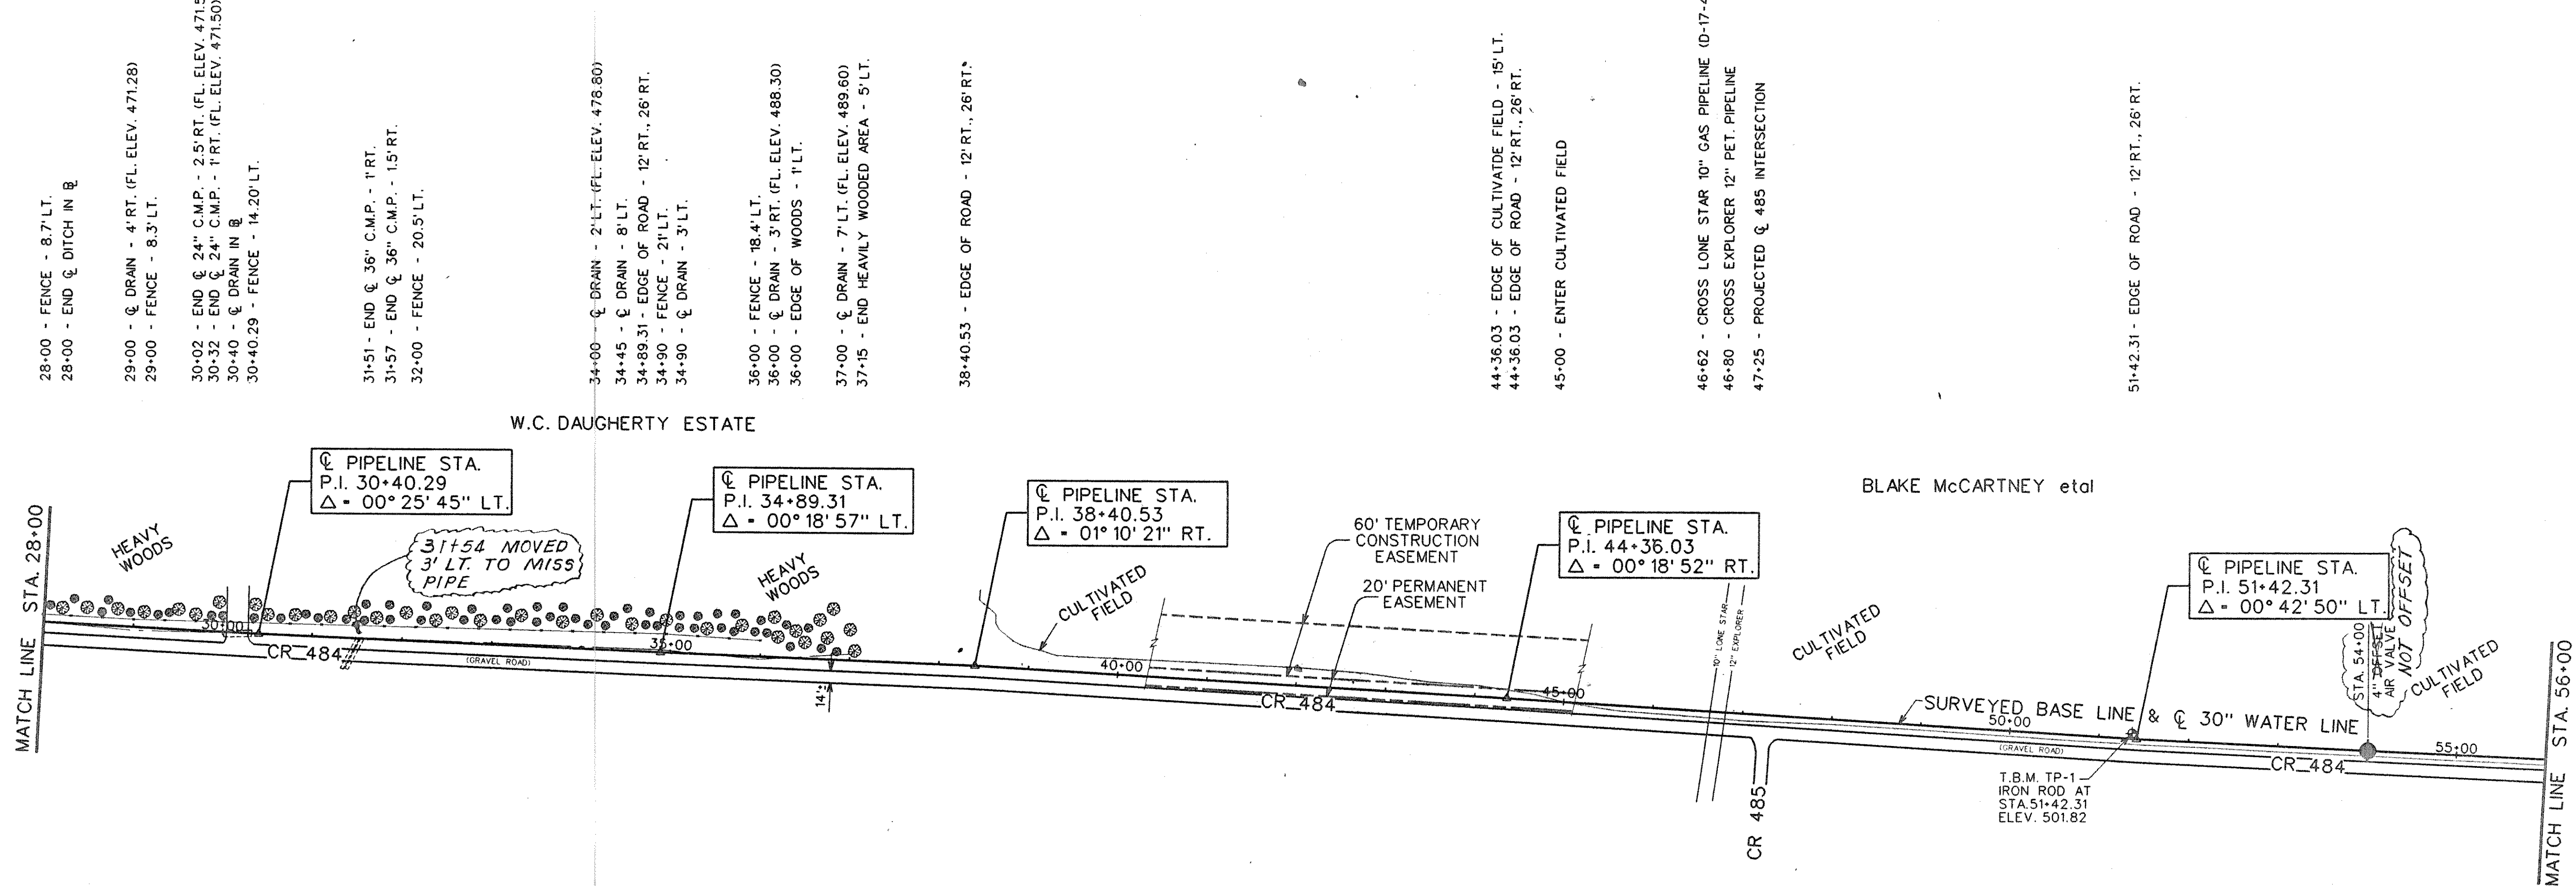 28+00 - FENCE - 8.7' LT.
28+00 - END ℄ DITCH IN ⅊
29+00 - ℄ DRAIN - 4' RT. (FL. ELEV. 471.28)
29+00 - FENCE - 8.3' LT.
30+02 - END ℄ 24" C.M.P. - 2.5' RT. (FL. ELEV. 471.5
30+32 - END ℄ 24" C.M.P. - 1' RT. (FL. ELEV. 471.50)
30+40 - ℄ DRAIN IN ⅊
30+40.29 - FENCE - 14.20' LT.
31+51 - END ℄ 36" C.M.P. - 1' RT.
31+57 - END ℄ 36" C.M.P. - 1.5' RT.
32+00 - FENCE - 20.5' LT.
34+00 - ℄ DRAIN - 2' LT. (FL. ELEV. 478.80)
34+45 - ℄ DRAIN - 8' LT.
34+89.31 - EDGE OF ROAD - 12' RT., 26' RT.
34+90 - FENCE - 21' LT.
34+90 - ℄ DRAIN - 3' LT.
36+00 - FENCE - 18.4' LT.
36+00 - ℄ DRAIN - 3' RT. (FL. ELEV. 488.30)
36+00 - EDGE OF WOODS - 1' LT.
37+00 - ℄ DRAIN - 7' LT. (FL. ELEV. 489.60)
37+15 - END HEAVILY WOODED AREA - 5' LT.
38+40.53 - EDGE OF ROAD - 12' RT., 26' RT.
44+36.03 - EDGE OF CULTIVATDE FIELD - 15' LT.
44+36.03 - EDGE OF ROAD - 12' RT., 26' RT.
45+00 - ENTER CULTIVATED FIELD
46+62 - CROSS LONE STAR 10" GAS PIPELINE (D-17-4
46+80 - CROSS EXPLORER 12" PET. PIPELINE
47+25 - PROJECTED ℄ 485 INTERSECTION
51+42.31 - EDGE OF ROAD - 12' RT., 26' RT.
W.C. DAUGHERTY ESTATE
BLAKE McCARTNEY etal
MATCH LINE STA. 28+00
HEAVY
WOODS
℄ PIPELINE STA.
P.I. 30+40.29
Δ = 00° 25' 45" LT.
31+54 MOVED
3' LT. TO MISS
PIPE
℄ PIPELINE STA.
P.I. 34+89.31
Δ = 00° 18' 57" LT.
HEAVY
WOODS
℄ PIPELINE STA.
P.I. 38+40.53
Δ = 01° 10' 21" RT.
CULTIVATED
FIELD
60' TEMPORARY
CONSTRUCTION
EASEMENT
20' PERMANENT
EASEMENT
℄ PIPELINE STA.
P.I. 44+36.03
Δ = 00° 18' 52" RT.
10" LONE STAR
12" EXPLORER
CULTIVATED
FIELD
℄ PIPELINE STA.
P.I. 51+42.31
Δ = 00° 42' 50" LT.
STA. 54+00
4" OFFSET
AIR VALVE
NOT OFFSET
CULTIVATED
FIELD
MATCH LINE STA. 56+00
30+00
35+00
40+00
45+00
50+00
55+00
CR 484
(GRAVEL ROAD)
14'±
CR 484
SURVEYED BASE LINE & ℄ 30" WATER LINE
(GRAVEL ROAD)
CR 484
CR 485
T.B.M. TP-1
IRON ROD AT
STA.51+42.31
ELEV. 501.82